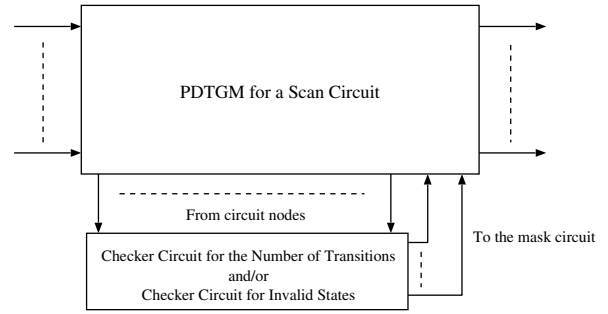 PDTGM for a Scan Circuit
From circuit nodes
To the mask circuit
Checker Circuit for the Number of Transitions
and/or
Checker Circuit for Invalid States